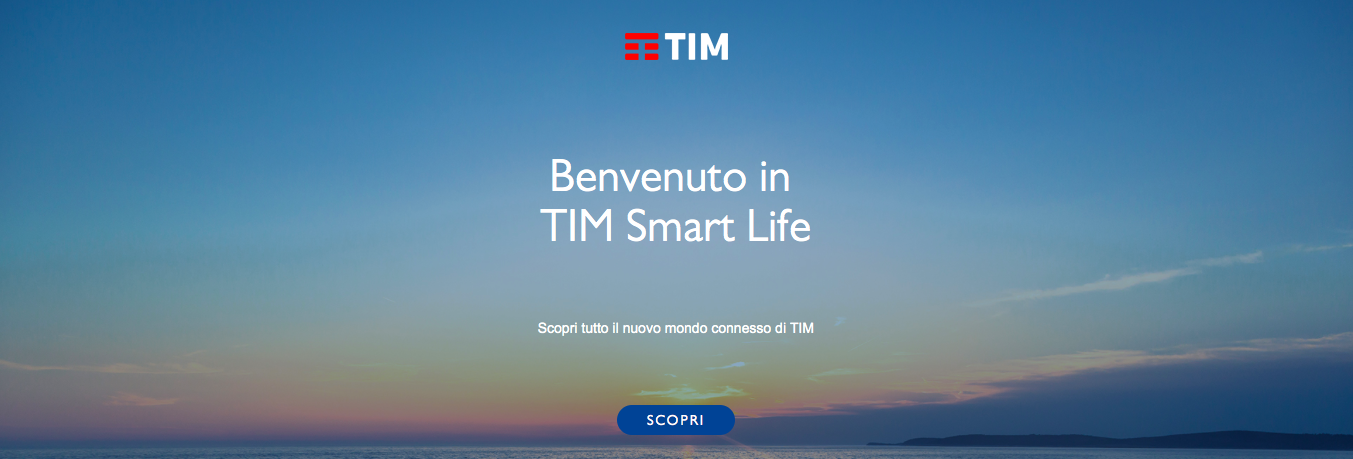 TIM
Benvenuto in
TIM Smart Life
Scopri tutto il nuovo mondo connesso di TIM
SCOPRI